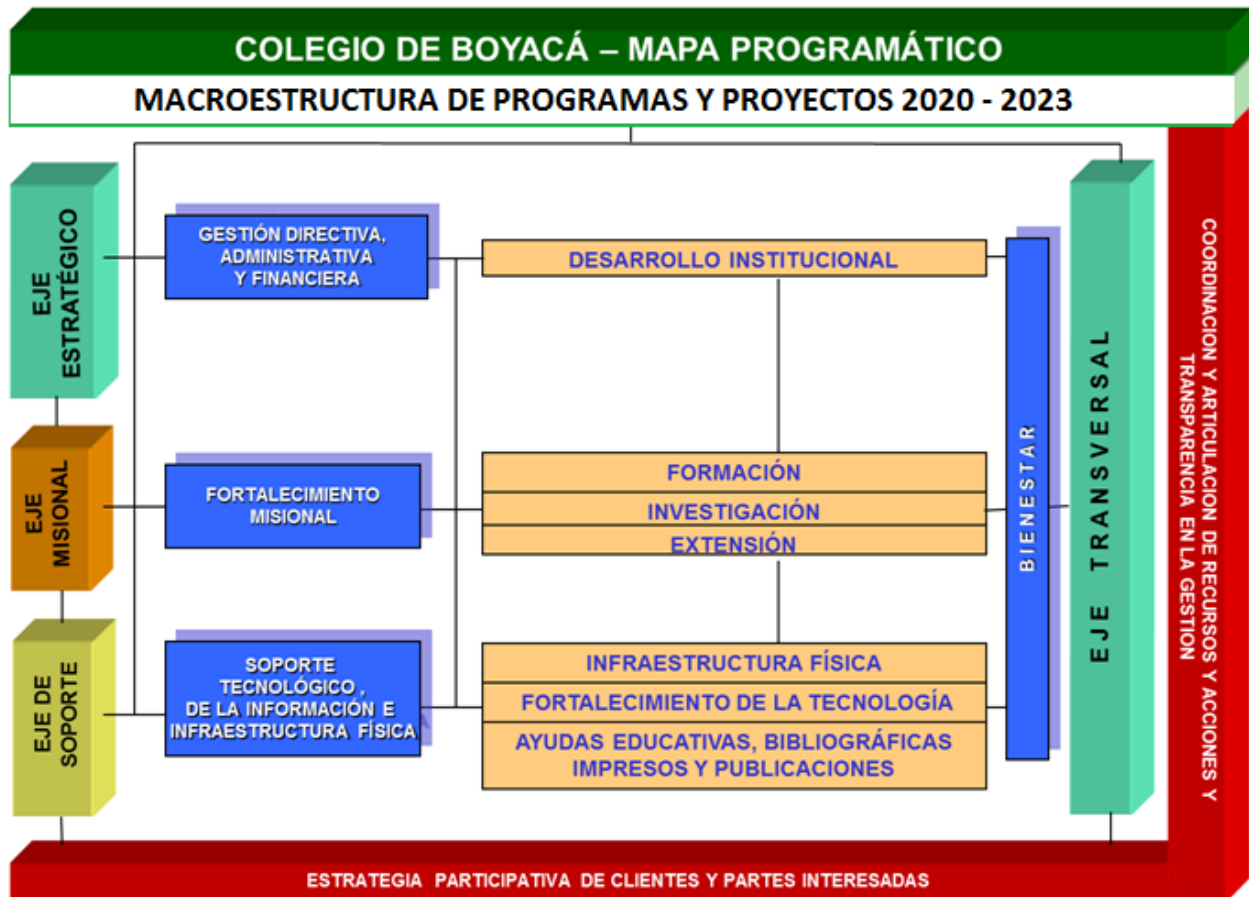 COLEGIO DE BOYACÁ – MAPA PROGRAMÁTICO
MACROESTRUCTURA DE PROGRAMAS Y PROYECTOS 2020 - 2023
EJE
ESTRATÉGICO
GESTIÓN DIRECTIVA,
ADMINISTRATIVA
Y FINANCIERA
DESARROLLO INSTITUCIONAL
EJE
MISIONAL
FORTALECIMIENTO
MISIONAL
FORMACIÓN
INVESTIGACIÓN
EXTENSIÓN
EJE DE
SOPORTE
SOPORTE
TECNOLÓGICO ,
DE LA INFORMACIÓN E
INFRAESTRUCTURA FÍSICA
INFRAESTRUCTURA FÍSICA
FORTALECIMIENTO DE LA TECNOLOGÍA
AYUDAS EDUCATIVAS, BIBLIOGRÁFICAS
IMPRESOS Y PUBLICACIONES
BIENESTAR
EJE TRANSVERSAL
COORDINACION Y ARTICULACION DE RECURSOS Y ACCIONES Y
TRANSPARENCIA EN LA GESTION
ESTRATEGIA PARTICIPATIVA DE CLIENTES Y PARTES INTERESADAS